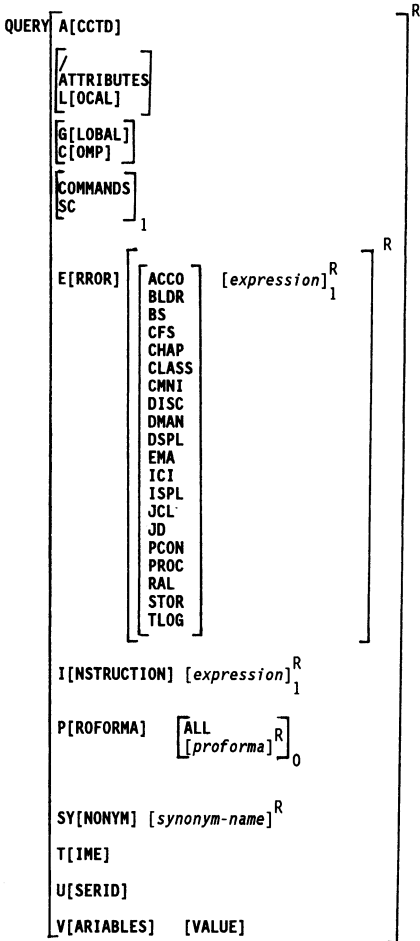 QUERY A[CCTD] R
/
ATTRIBUTES
L[OCAL]
G[LOBAL]
C[OMP]
COMMANDS
SC
1
R
E[RROR] ACCO [expression] R 1
BLDR
BS
CFS
CHAP
CLASS
CMNI
DISC
DMAN
DSPL
EMA
ICI
ISPL
JCL
JD
PCON
PROC
RAL
STOR
TLOG
I[NSTRUCTION] [expression] R 1
P[ROFORMA] ALL
[proforma] R 0
SY[NONYM] [synonym-name] R
T[IME]
U[SERID]
V[ARIABLES] [VALUE]